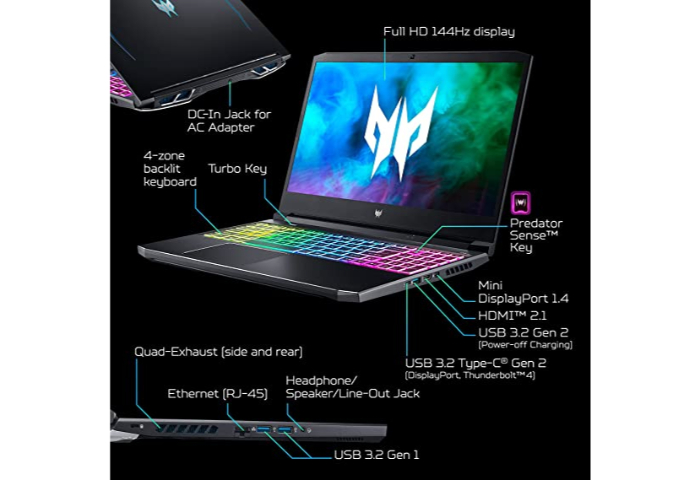 Full HD 144Hz display
DC-In Jack for
AC Adapter
4-zone
backlit
keyboard
Turbo Key
Predator
Sense™
Key
Mini
DisplayPort 1.4
HDMI™ 2.1
USB 3.2 Gen 2
(Power-off Charging)
USB 3.2 Type-C® Gen 2
(DisplayPort, Thunderbolt™4)
Quad-Exhaust (side and rear)
Ethernet (RJ-45)
Headphone/
Speaker/Line-Out Jack
USB 3.2 Gen 1